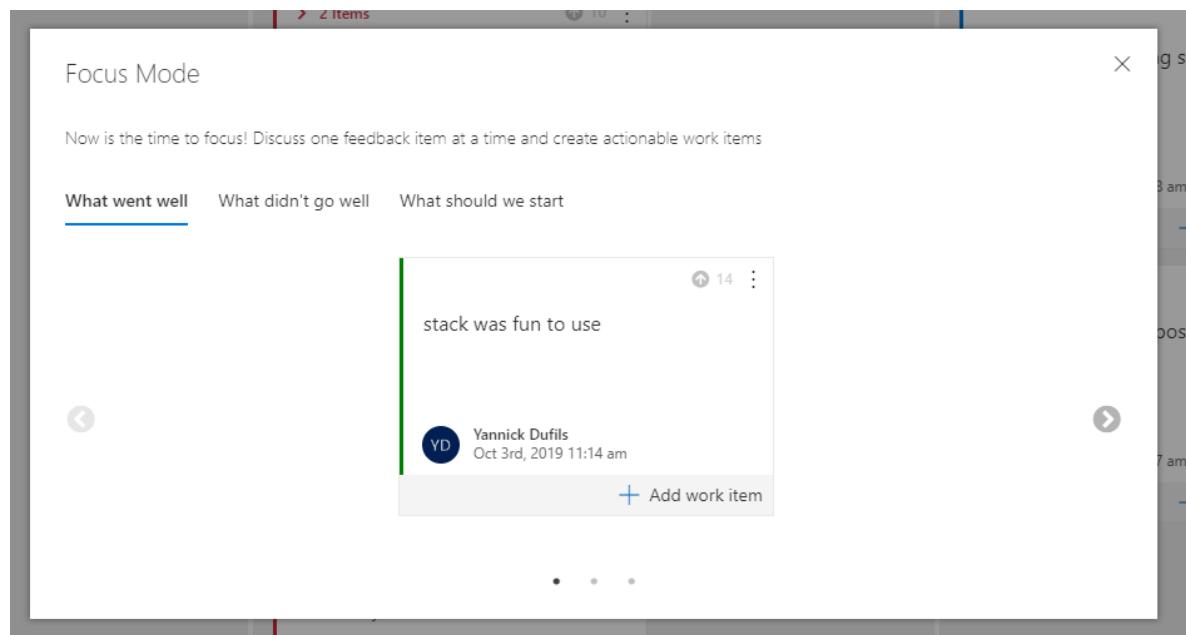 2 Items 10
Focus Mode
Now is the time to focus! Discuss one feedback item at a time and create actionable work items
What went well What didn't go well What should we start
14
stack was fun to use
YD
Yannick Dufils
Oct 3rd, 2019 11:14 am
Add work item
am
am